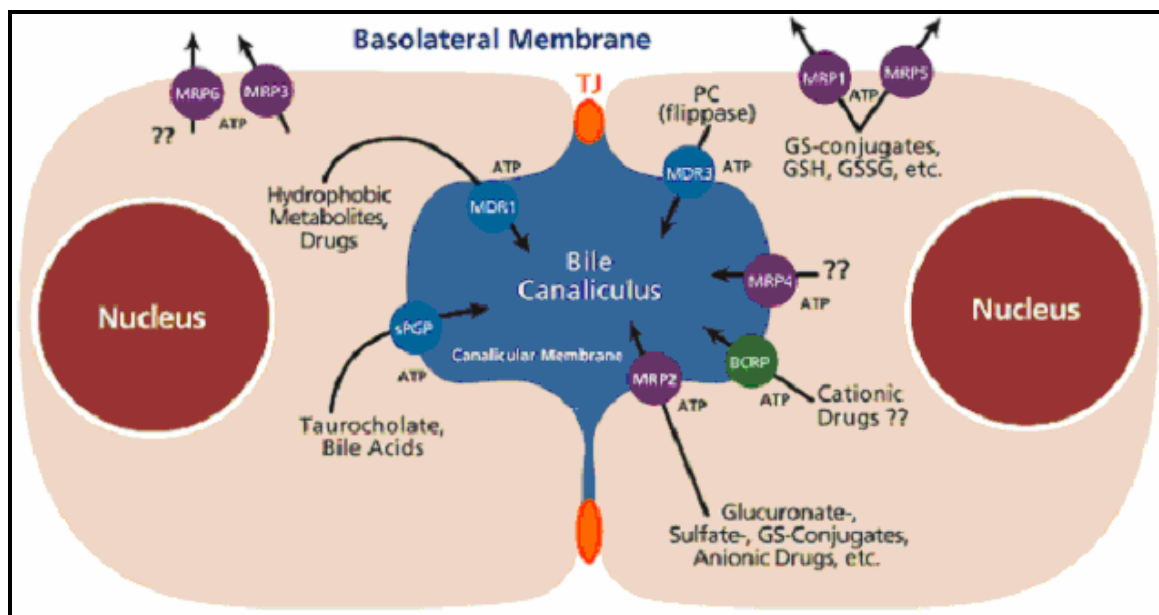 Basolateral Membrane
TJ
MRP6
MRP3
??
ATP
MRP1
MRP5
ATP
GS-conjugates,
GSH, GSSG, etc.
PC
(flippase)
MDR3
ATP
ATP
MDR1
Hydrophobic
Metabolites,
Drugs
Bile
Canaliculus
MRP4
??
ATP
Nucleus
Nucleus
sPGP
ATP
Canalicular Membrane
MRP2
ATP
BCRP
ATP
Cationic
Drugs ??
Taurocholate,
Bile Acids
Glucuronate-,
Sulfate-, GS-Conjugates,
Anionic Drugs, etc.